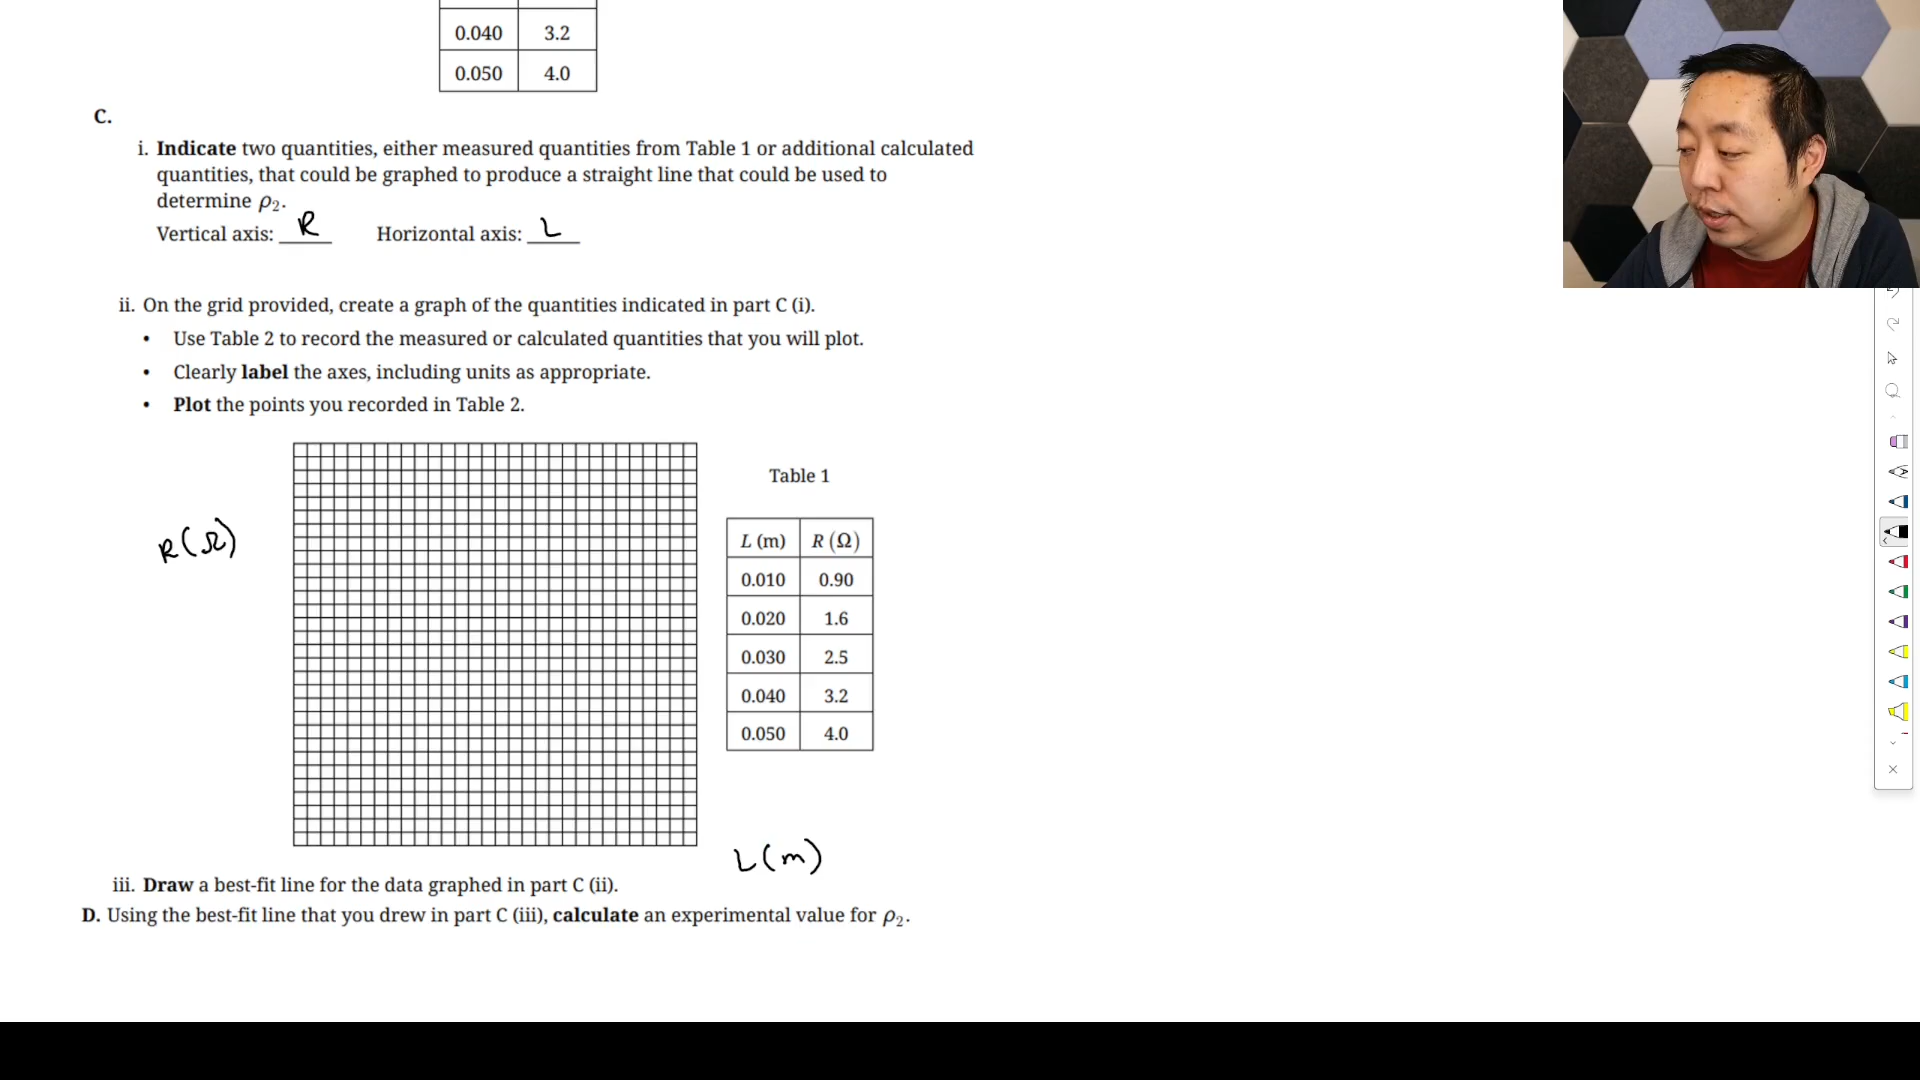 0.040 3.2
0.050 4.0
C.
i. Indicate two quantities, either measured quantities from Table 1 or additional calculated
quantities, that could be graphed to produce a straight line that could be used to
determine ρ₂.
Vertical axis: R Horizontal axis: L
ii. On the grid provided, create a graph of the quantities indicated in part C (i).
• Use Table 2 to record the measured or calculated quantities that you will plot.
• Clearly label the axes, including units as appropriate.
• Plot the points you recorded in Table 2.
Table 1
R(Ω)
L (m) R (Ω)
0.010 0.90
0.020 1.6
0.030 2.5
0.040 3.2
0.050 4.0
L(m)
iii. Draw a best-fit line for the data graphed in part C (ii).
D. Using the best-fit line that you drew in part C (iii), calculate an experimental value for ρ₂.